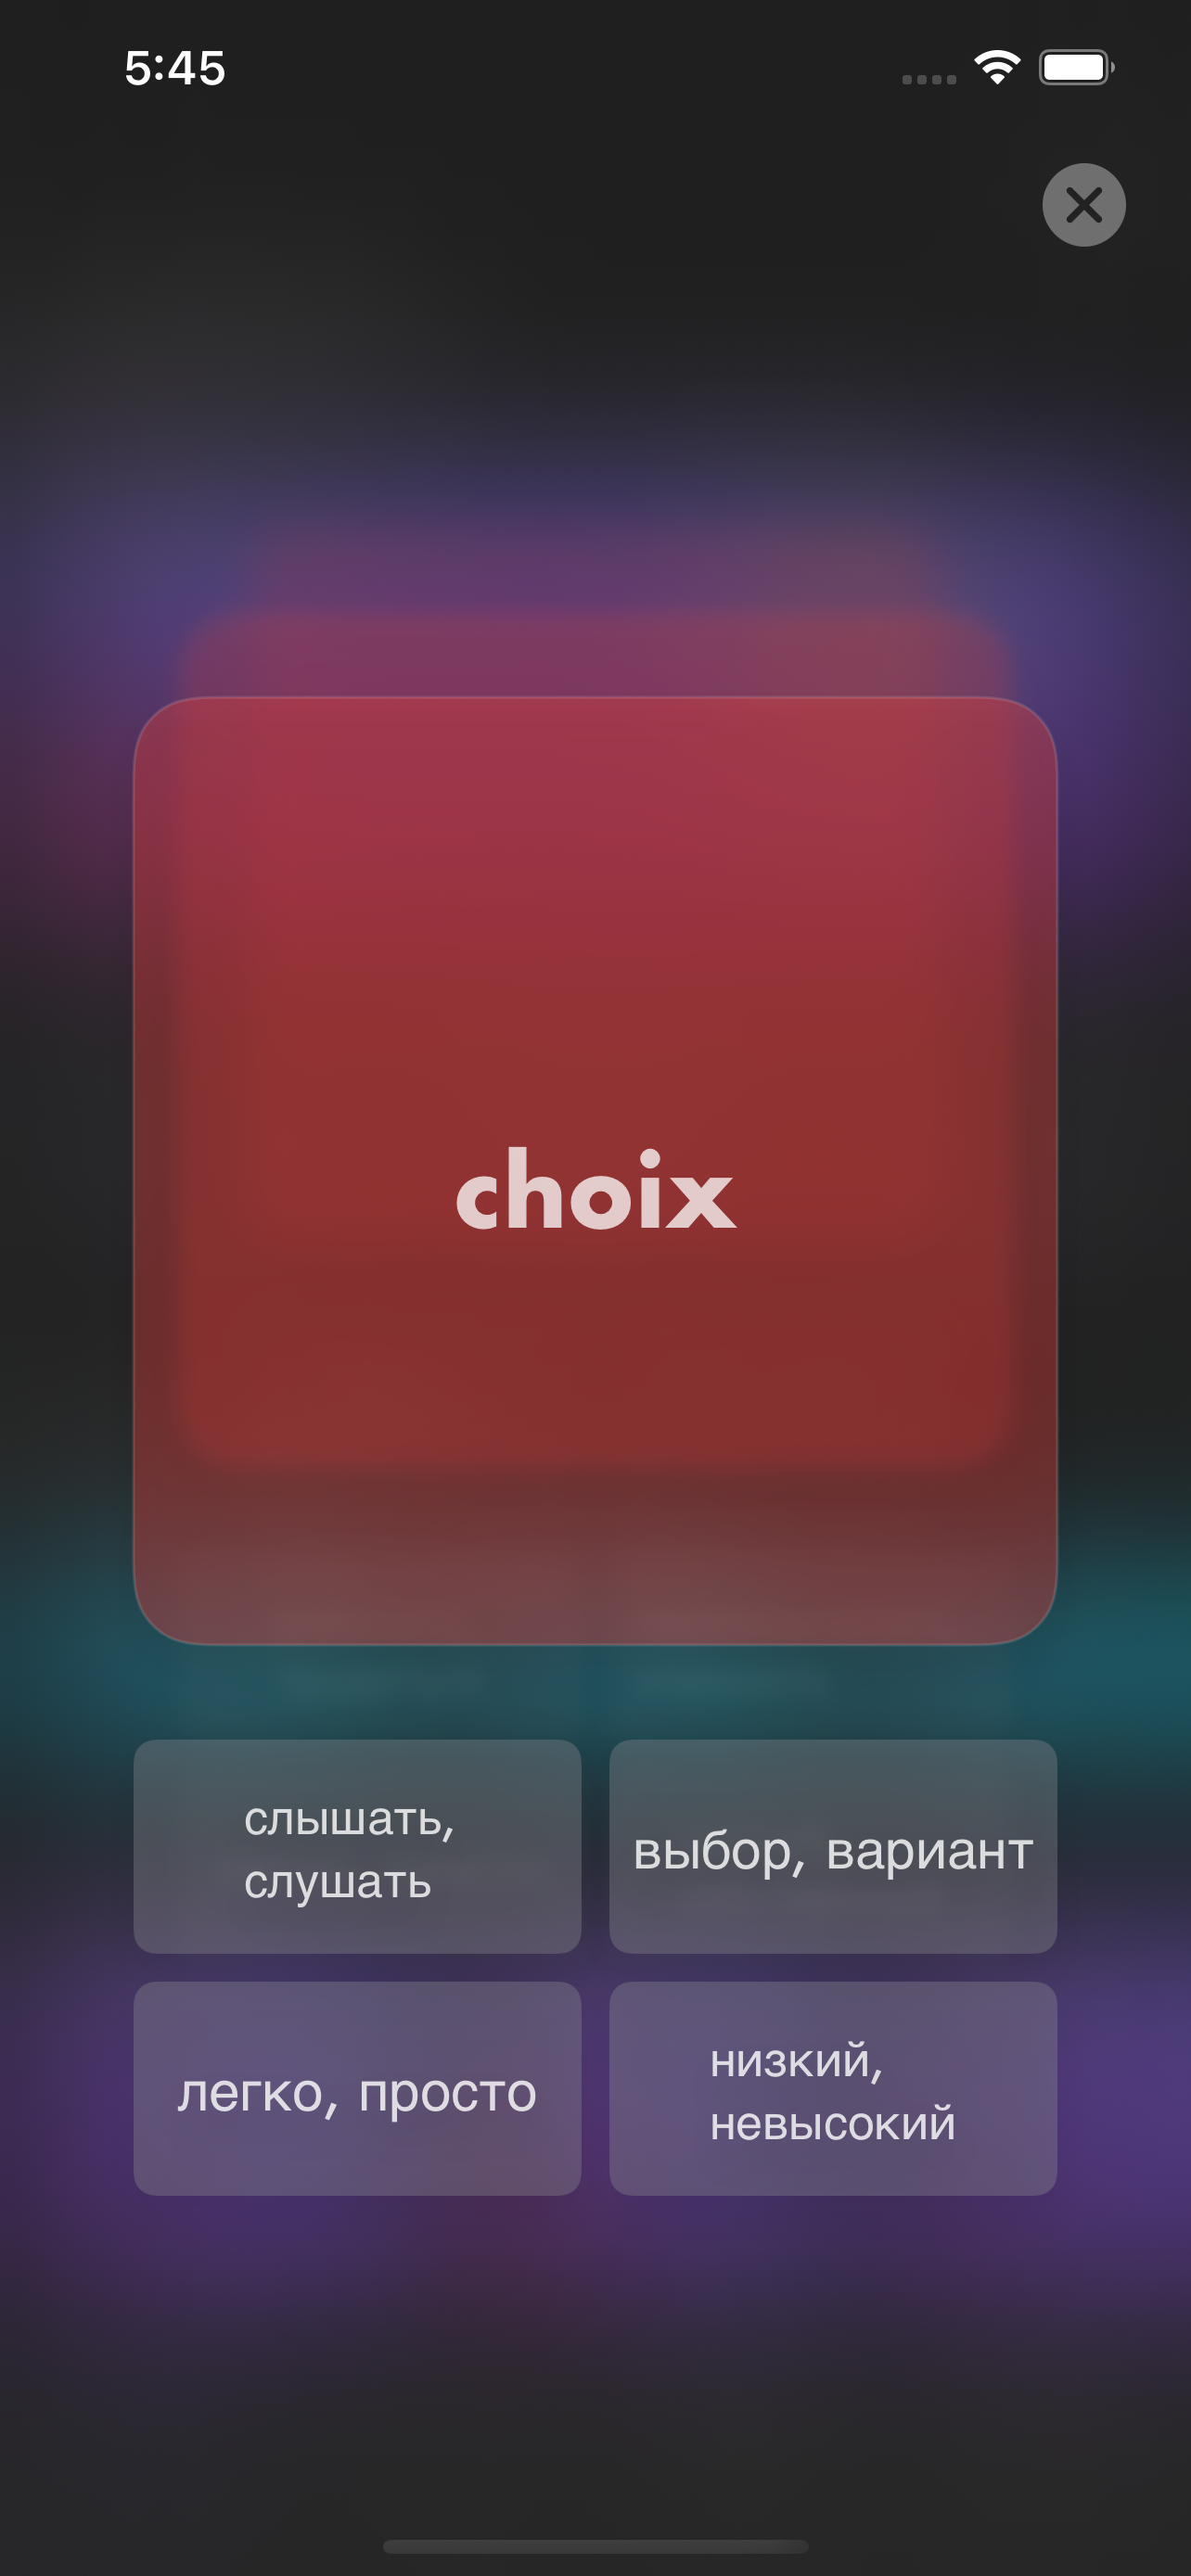 5:45
choix
слышать,
слушать
выбор, вариант
легко, просто
низкий,
невысокий